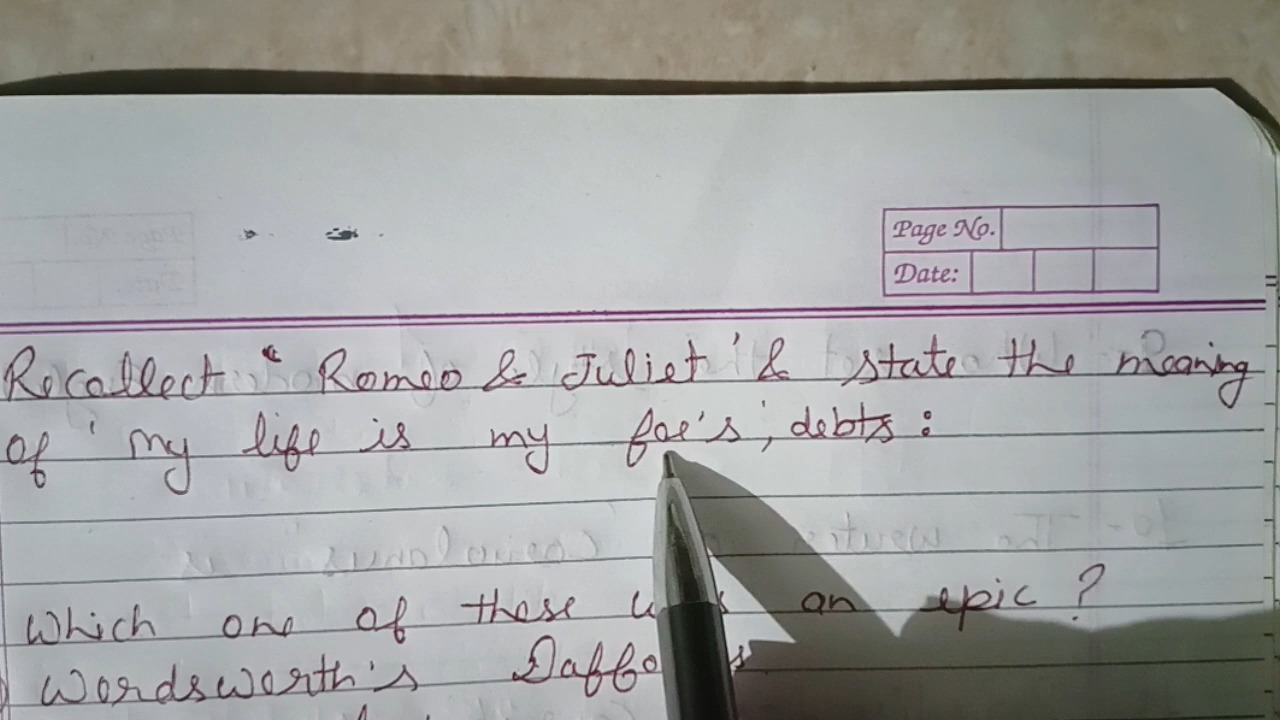 Page No.
Date:
Recollect "Romeo & Juliet' & state the meaning
of 'my life is my foe's', debts:
Which one of these an epic?
Wordsworth's